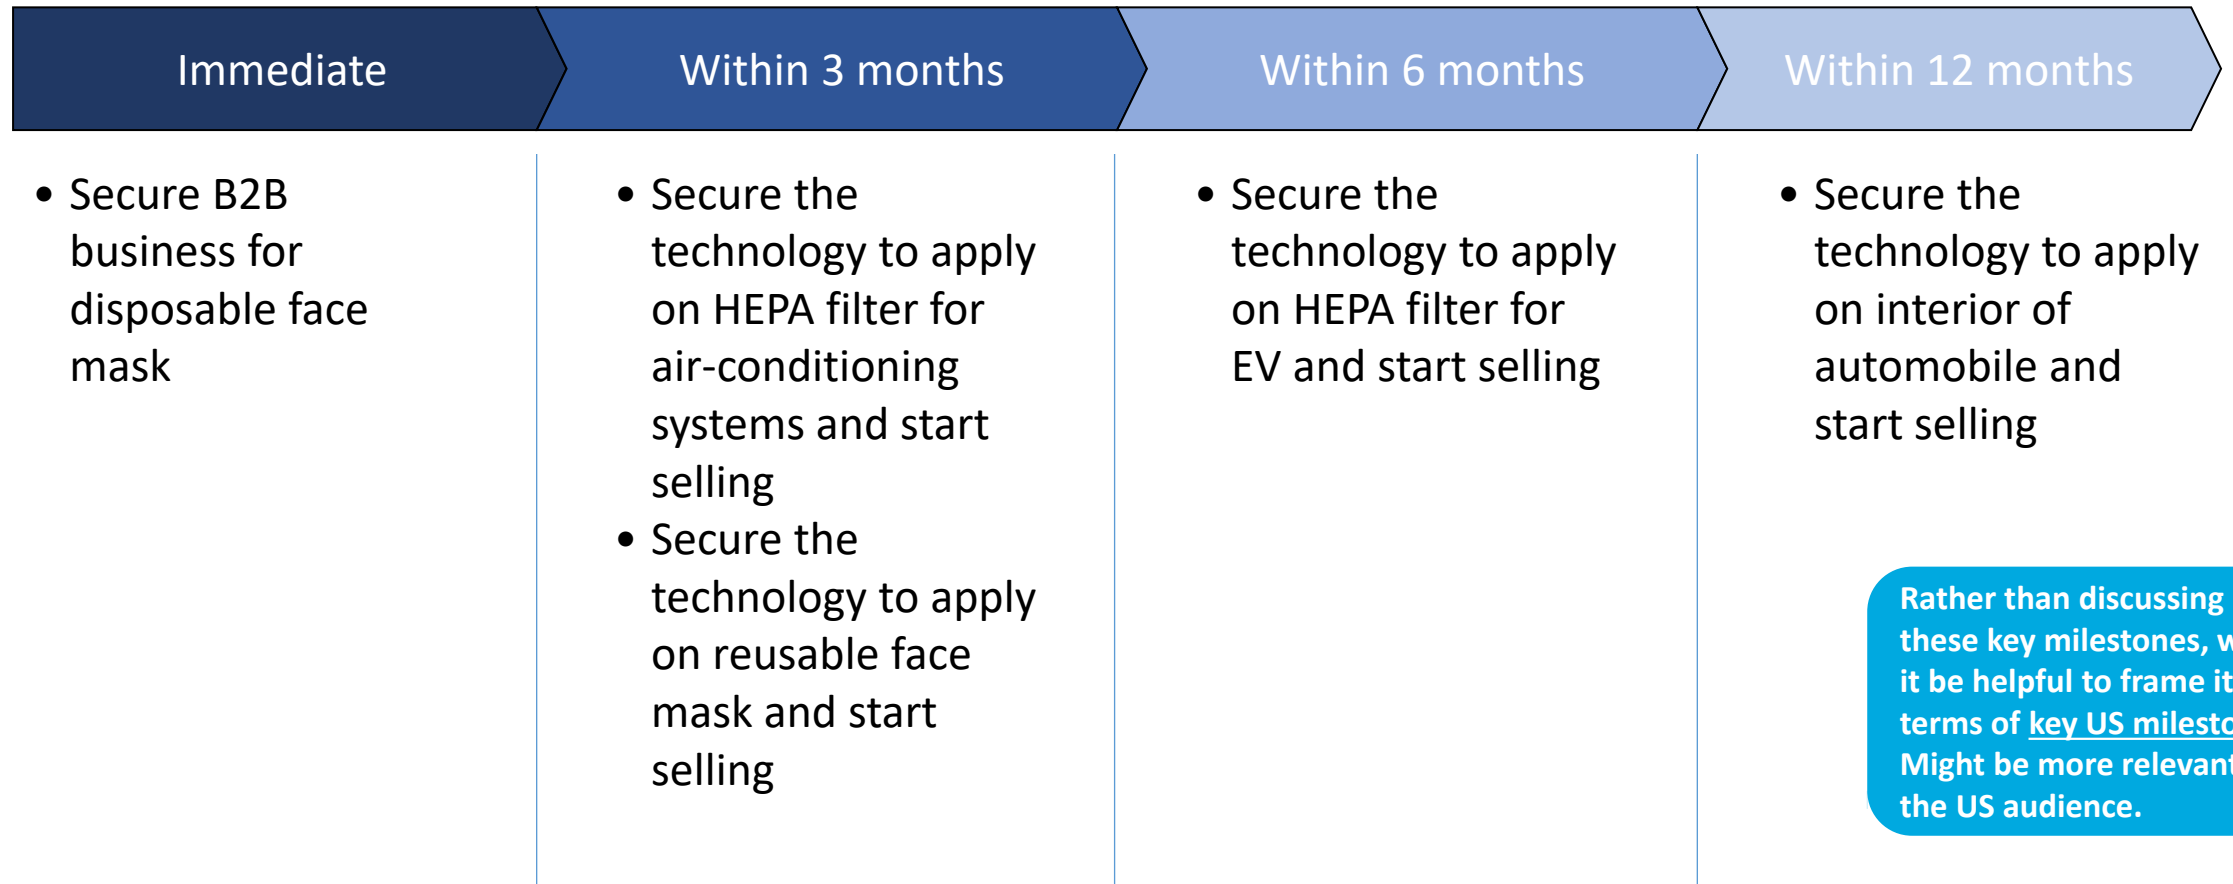 Immediate
Within 3 months
Within 6 months
Within 12 months
• Secure B2B
business for
disposable face
mask
• Secure the
technology to apply
on HEPA filter for
air-conditioning
systems and start
selling
• Secure the
technology to apply
on reusable face
mask and start
selling
• Secure the
technology to apply
on HEPA filter for
EV and start selling
• Secure the
technology to apply
on interior of
automobile and
start selling
Rather than discussing
these key milestones,
it be helpful to frame it
terms of key US
Might be more relevant
the US audience.